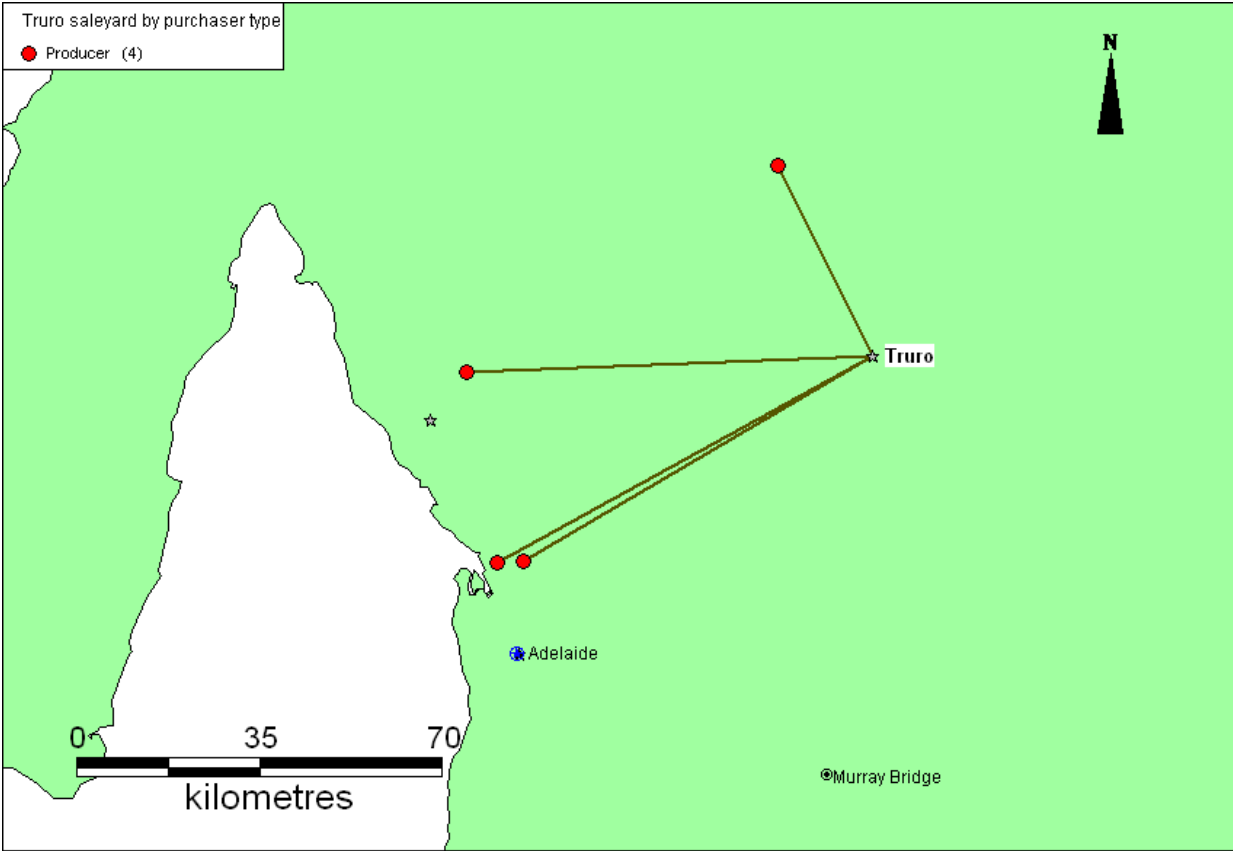 Truro saleyard by purchaser type
Producer (4)
N
Truro
Adelaide
0 35 70
kilometres
Murray Bridge